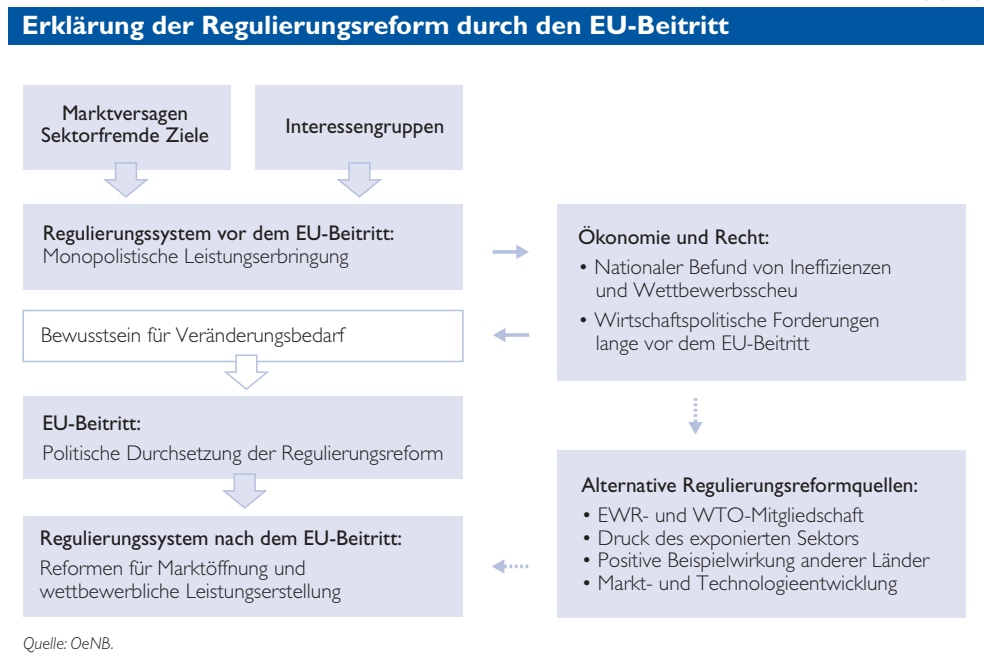 Erklärung der Regulierungsreform durch den EU-Beitritt
Marktversagen
Sektorfremde Ziele
Interessengruppen
Regulierungssystem vor dem EU-Beitritt:
Monopolistische Leistungserbringung
Ökonomie und Recht:
• Nationaler Befund von Ineffizienzen
und Wettbewerbsscheu
• Wirtschaftspolitische Forderungen
lange vor dem EU-Beitritt
Bewusstsein für Veränderungsbedarf
EU-Beitritt:
Politische Durchsetzung der Regulierungsreform
Alternative Regulierungsreformquellen:
• EWR- und WTO-Mitgliedschaft
• Druck des exponierten Sektors
• Positive Beispielwirkung anderer Länder
• Markt- und Technologieentwicklung
Regulierungssystem nach dem EU-Beitritt:
Reformen für Marktöffnung und
wettbewerbliche Leistungserstellung
Quelle: OeNB.